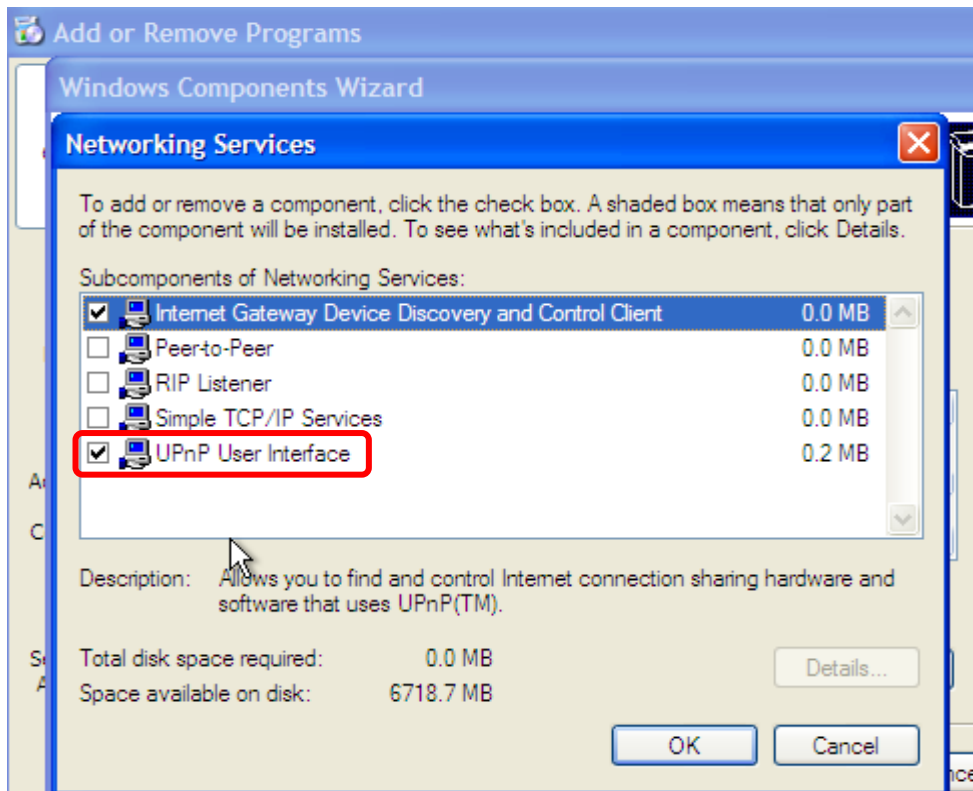 Add or Remove Programs
Windows Components Wizard
Networking Services
To add or remove a component, click the check box. A shaded box means that only part
of the component will be installed. To see what's included in a component, click Details.
Subcomponents of Networking Services:
Internet Gateway Device Discovery and Control Client 0.0 MB
Peer-to-Peer 0.0 MB
RIP Listener 0.0 MB
Simple TCP/IP Services 0.0 MB
UPnP User Interface 0.2 MB
Description: Allows you to find and control Internet connection sharing hardware and
software that uses UPnP(TM).
Total disk space required: 0.0 MB
Details...
Space available on disk: 6718.7 MB
OK Cancel